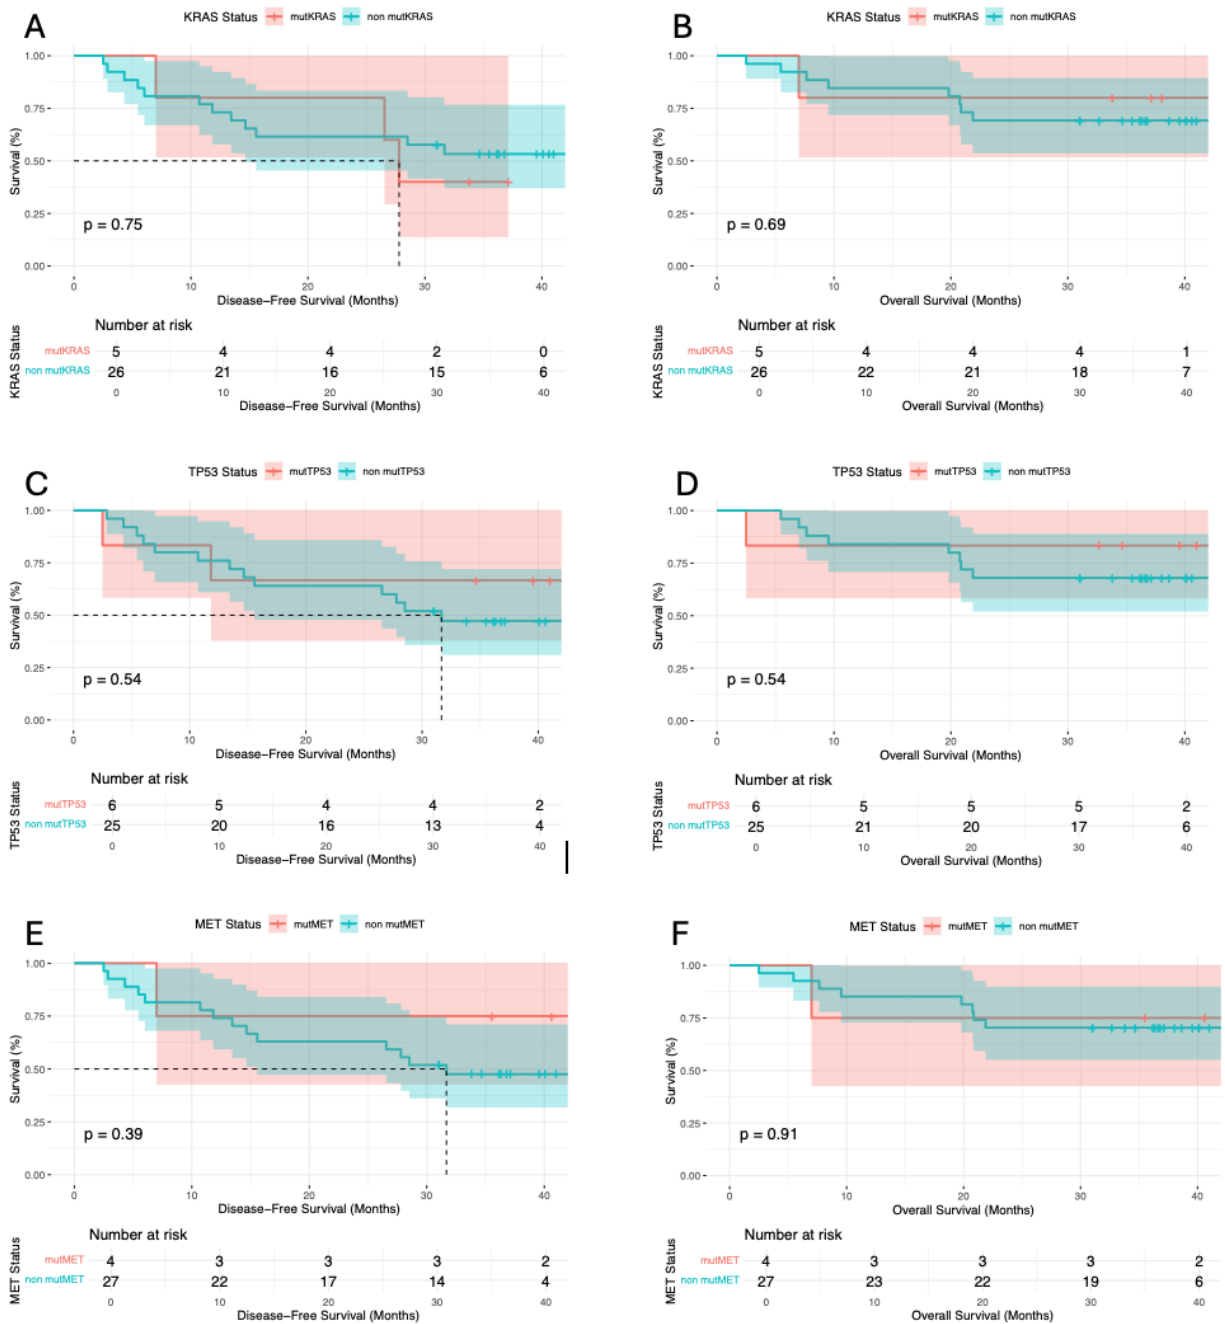 A
KRAS Status mutKRAS non mutKRAS
Survival (%)
1.00
0.75
0.50
0.25
0.00
p = 0.75
0 10 20 30 40
Disease-Free Survival (Months)
Number at risk
KRAS Status
mutKRAS 5 4 4 2 0
non mutKRAS 26 21 16 15 6
0 10 20 30 40
Disease-Free Survival (Months)
B
KRAS Status mutKRAS non mutKRAS
Survival (%)
1.00
0.75
0.50
0.25
0.00
p = 0.69
0 10 20 30 40
Overall Survival (Months)
Number at risk
KRAS Status
mutKRAS 5 4 4 4 1
non mutKRAS 26 22 21 18 7
0 10 20 30 40
Overall Survival (Months)
C
TP53 Status mutTP53 non mutTP53
Survival (%)
1.00
0.75
0.50
0.25
0.00
p = 0.54
0 10 20 30 40
Disease-Free Survival (Months)
Number at risk
TP53 Status
mutTP53 6 5 4 4 2
non mutTP53 25 20 16 13 4
0 10 20 30 40
Disease-Free Survival (Months)
D
TP53 Status mutTP53 non mutTP53
Survival (%)
1.00
0.75
0.50
0.25
0.00
p = 0.54
0 10 20 30 40
Overall Survival (Months)
Number at risk
TP53 Status
mutTP53 6 5 5 5 2
non mutTP53 25 21 20 17 6
0 10 20 30 40
Overall Survival (Months)
E
MET Status mutMET non mutMET
Survival (%)
1.00
0.75
0.50
0.25
0.00
p = 0.39
0 10 20 30 40
Disease-Free Survival (Months)
Number at risk
MET Status
mutMET 4 3 3 3 2
non mutMET 27 22 17 14 4
0 10 20 30 40
Disease-Free Survival (Months)
F
MET Status mutMET non mutMET
Survival (%)
1.00
0.75
0.50
0.25
0.00
p = 0.91
0 10 20 30 40
Overall Survival (Months)
Number at risk
MET Status
mutMET 4 3 3 3 2
non mutMET 27 23 22 19 6
0 10 20 30 40
Overall Survival (Months)